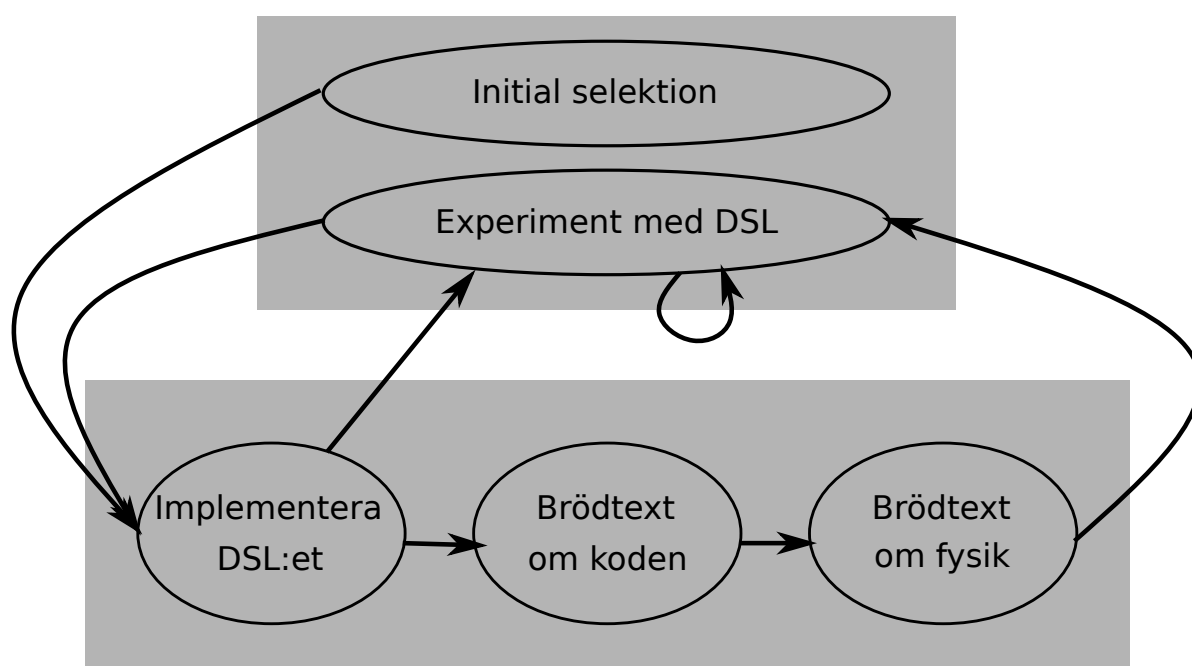 Initial selektion
Experiment med DSL
Implementera
DSL:et
Brödtext
om koden
Brödtext
om fysik